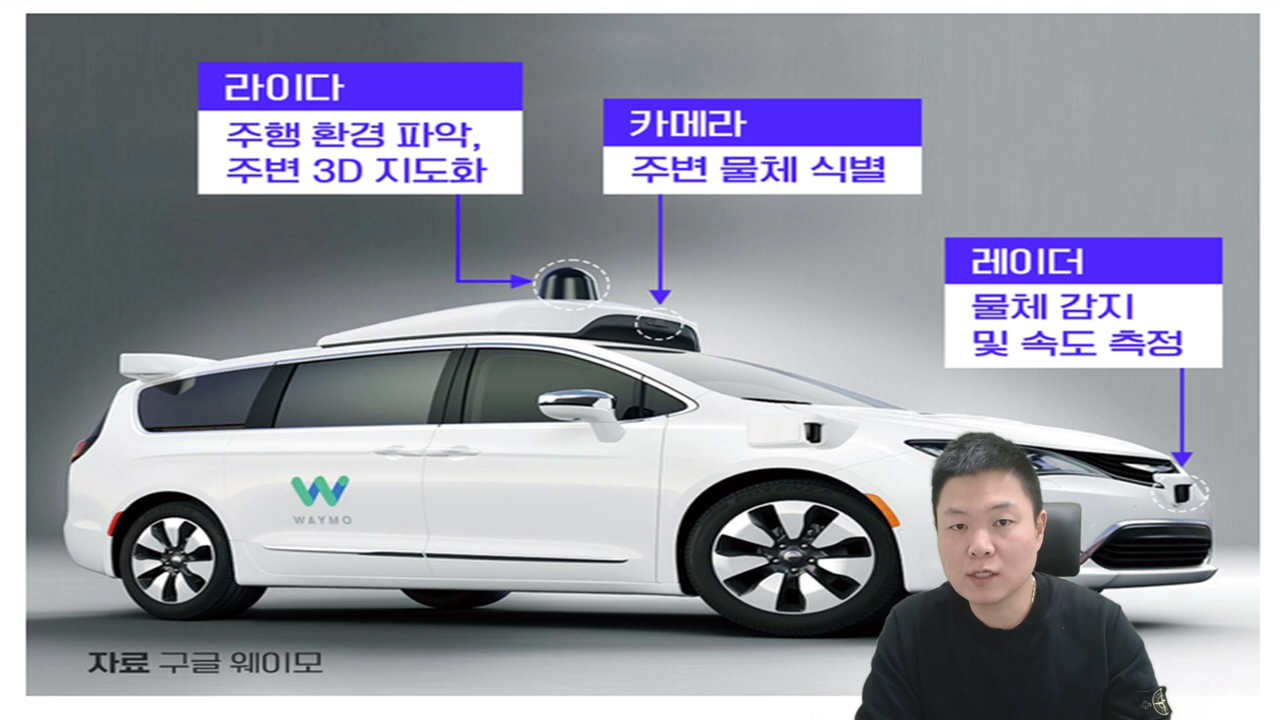 라이다
주행 환경 파악,
주변 3D 지도화
카메라
주변 물체 식별
레이더
물체 감지
및 속도 측정
WAYMO
자료 구글 웨이모